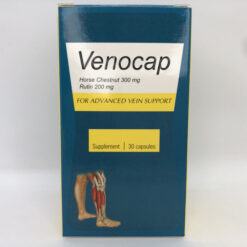 Venocap
Horse Chestnut 300 mg
Rutin 200 mg
FOR ADVANCED VEIN SUPPORT
Supplement | 30 capsules